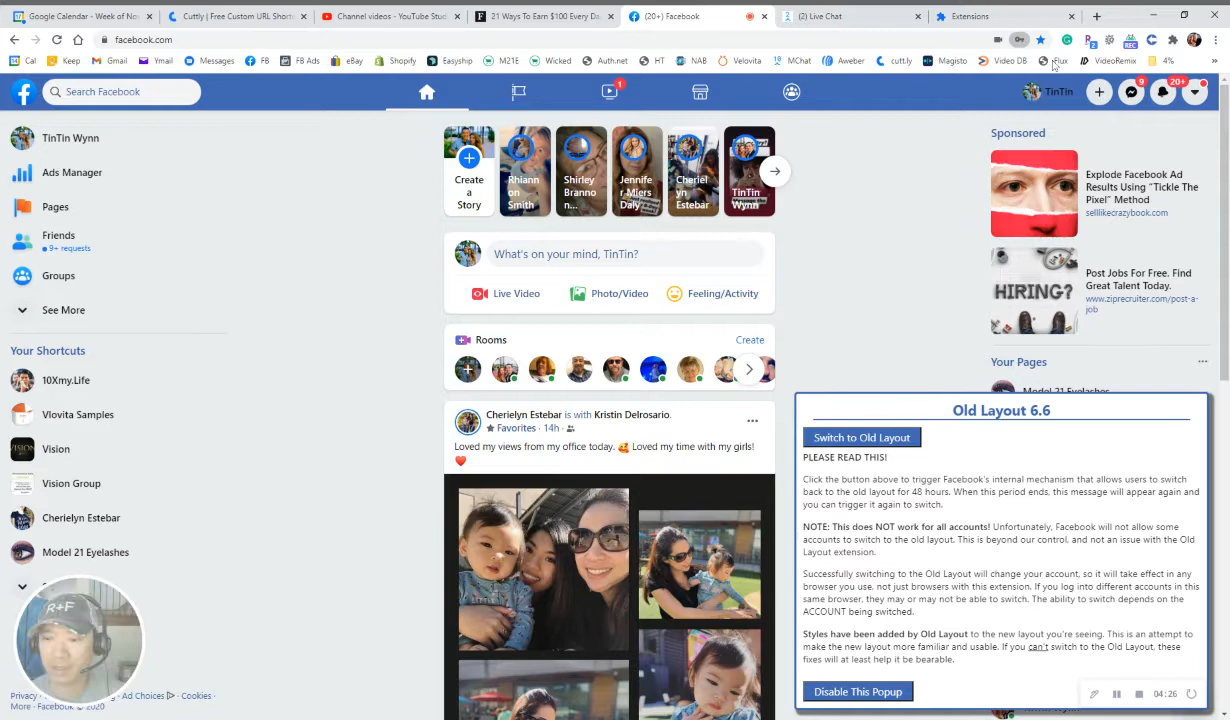 Google Calendar - Week of Nov
Cuttly | Free Custom URL Short
Channel videos - YouTube Stud
21 Ways To Earn $100 Every Da
(20+) Facebook
(2) Live Chat
Extensions
facebook.com
Cal
Keep
Gmail
Ymail
Messages
FB
FB Ads
eBay
Shopify
Easyship
M21E
Wicked
Auth.net
HT
NAB
Velovita
MChat
Aweber
cutt.ly
Magisto
Video DB
Flux
VideoRemix
4%
»
Search Facebook
1
TinTin
9
20+
TinTin Wynn
Ads Manager
Pages
Friends
9+ requests
Groups
See More
Your Shortcuts
10Xmy.Life
Vlovita Samples
Vision
Vision Group
Cherielyn Estebar
Model 21 Eyelashes
R+F
Ad Choices
Cookies ·
Facebook © 2020
Create
a
Story
Rhiann
on
Smith
Shirley
Branno
n...
Jennife
r Miers
Daly
Cheriel
yn
Estebar
TinTin
Wynn
What's on your mind, TinTin?
Live Video
Photo/Video
Feeling/Activity
Rooms
Create
Cherielyn Estebar is with Kristin Delrosario.
Favorites · 14h ·
Loved my views from my office today. 🥰 Loved my time with my girls!
❤️
Sponsored
Explode Facebook Ad
Results Using "Tickle The
Pixel" Method
selllikecrazybook.com
HIRING?
Post Jobs For Free. Find
Great Talent Today.
www.ziprecruiter.com/post-a-
job
Your Pages
Model 21 Eyelashes
Old Layout 6.6
Switch to Old Layout
PLEASE READ THIS!
Click the button above to trigger Facebook's internal mechanism that allows users to switch
back to the old layout for 48 hours. When this period ends, this message will appear again and
you can trigger it again to switch.
NOTE: This does NOT work for all accounts! Unfortunately, Facebook will not allow some
accounts to switch to the old layout. This is beyond our control, and not an issue with the Old
Layout extension.
Successfully switching to the Old Layout will change your account, so it will take effect in any
browser you use, not just browsers with this extension. If you log into different accounts in this
same browser, they may or may not be able to switch. The ability to switch depends on the
ACCOUNT being switched.
Styles have been added by Old Layout to the new layout you're seeing. This is an attempt to
make the new layout more familiar and usable. If you can't switch to the Old Layout, these
fixes will at least help it be bearable.
Disable This Popup
04:26